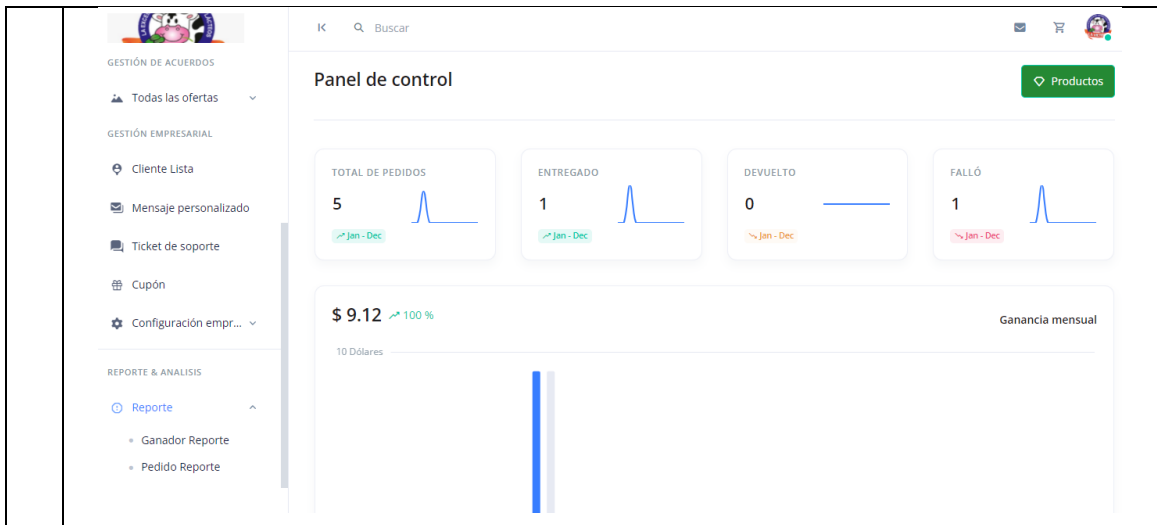 GESTIÓN DE ACUERDOS
Todas las ofertas
GESTIÓN EMPRESARIAL
Cliente Lista
Mensaje personalizado
Ticket de soporte
Cupón
Configuración empr...
REPORTE & ANALISIS
Reporte
Ganador Reporte
Pedido Reporte
Buscar
Panel de control
Productos
TOTAL DE PEDIDOS
5
Jan - Dec
ENTREGADO
1
Jan - Dec
DEVUELTO
0
Jan - Dec
FALLÓ
1
Jan - Dec
$ 9.12 100 %
Ganancia mensual
10 Dólares